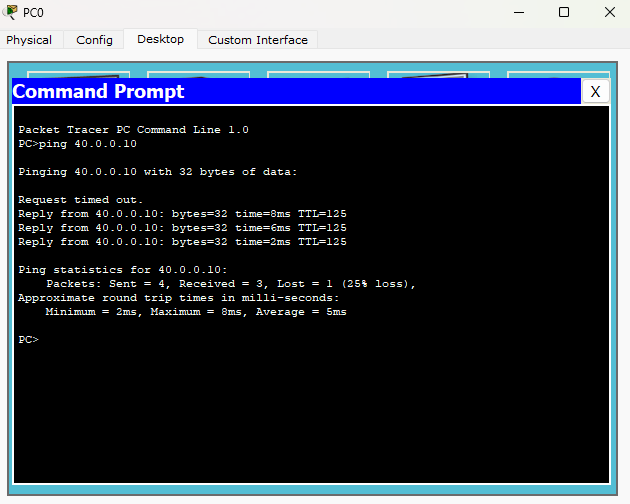 PC0
Physical Config Desktop Custom Interface
Command Prompt X
Packet Tracer PC Command Line 1.0
PC>ping 40.0.0.10
Pinging 40.0.0.10 with 32 bytes of data:
Request timed out.
Reply from 40.0.0.10: bytes=32 time=8ms TTL=125
Reply from 40.0.0.10: bytes=32 time=6ms TTL=125
Reply from 40.0.0.10: bytes=32 time=2ms TTL=125
Ping statistics for 40.0.0.10:
    Packets: Sent = 4, Received = 3, Lost = 1 (25% loss),
Approximate round trip times in milli-seconds:
    Minimum = 2ms, Maximum = 8ms, Average = 5ms
PC>